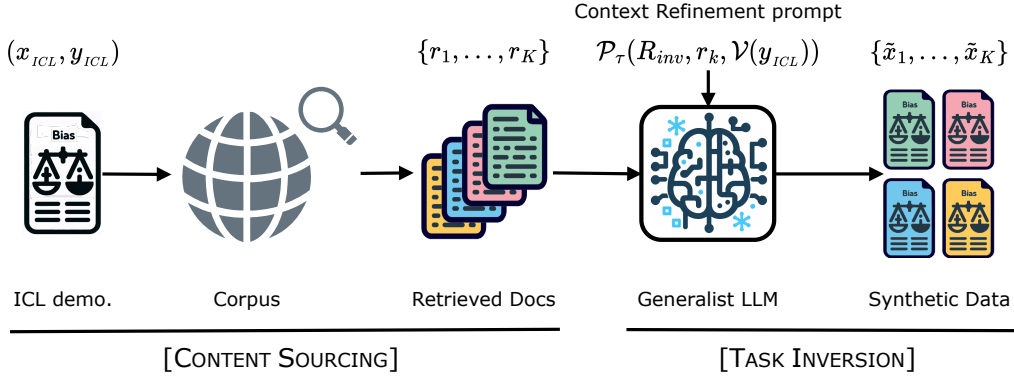 Context Refinement prompt
(x_ICL, y_ICL)
{r_1, . . . , r_K}
𝒫_τ(R_inv, r_k, 𝒱(y_ICL))
{x̃_1, . . . , x̃_K}
Bias
Bias
Bias
Bias
Bias
ICL demo.
Corpus
Retrieved Docs
Generalist LLM
Synthetic Data
[CONTENT SOURCING]
[TASK INVERSION]